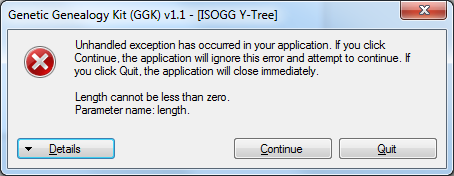 Genetic Genealogy Kit (GGK) v1.1 - [ISOGG Y-Tree]
Unhandled exception has occurred in your application. If you click
Continue, the application will ignore this error and attempt to continue. If
you click Quit, the application will close immediately.
Length cannot be less than zero.
Parameter name: length.
Details
Continue
Quit